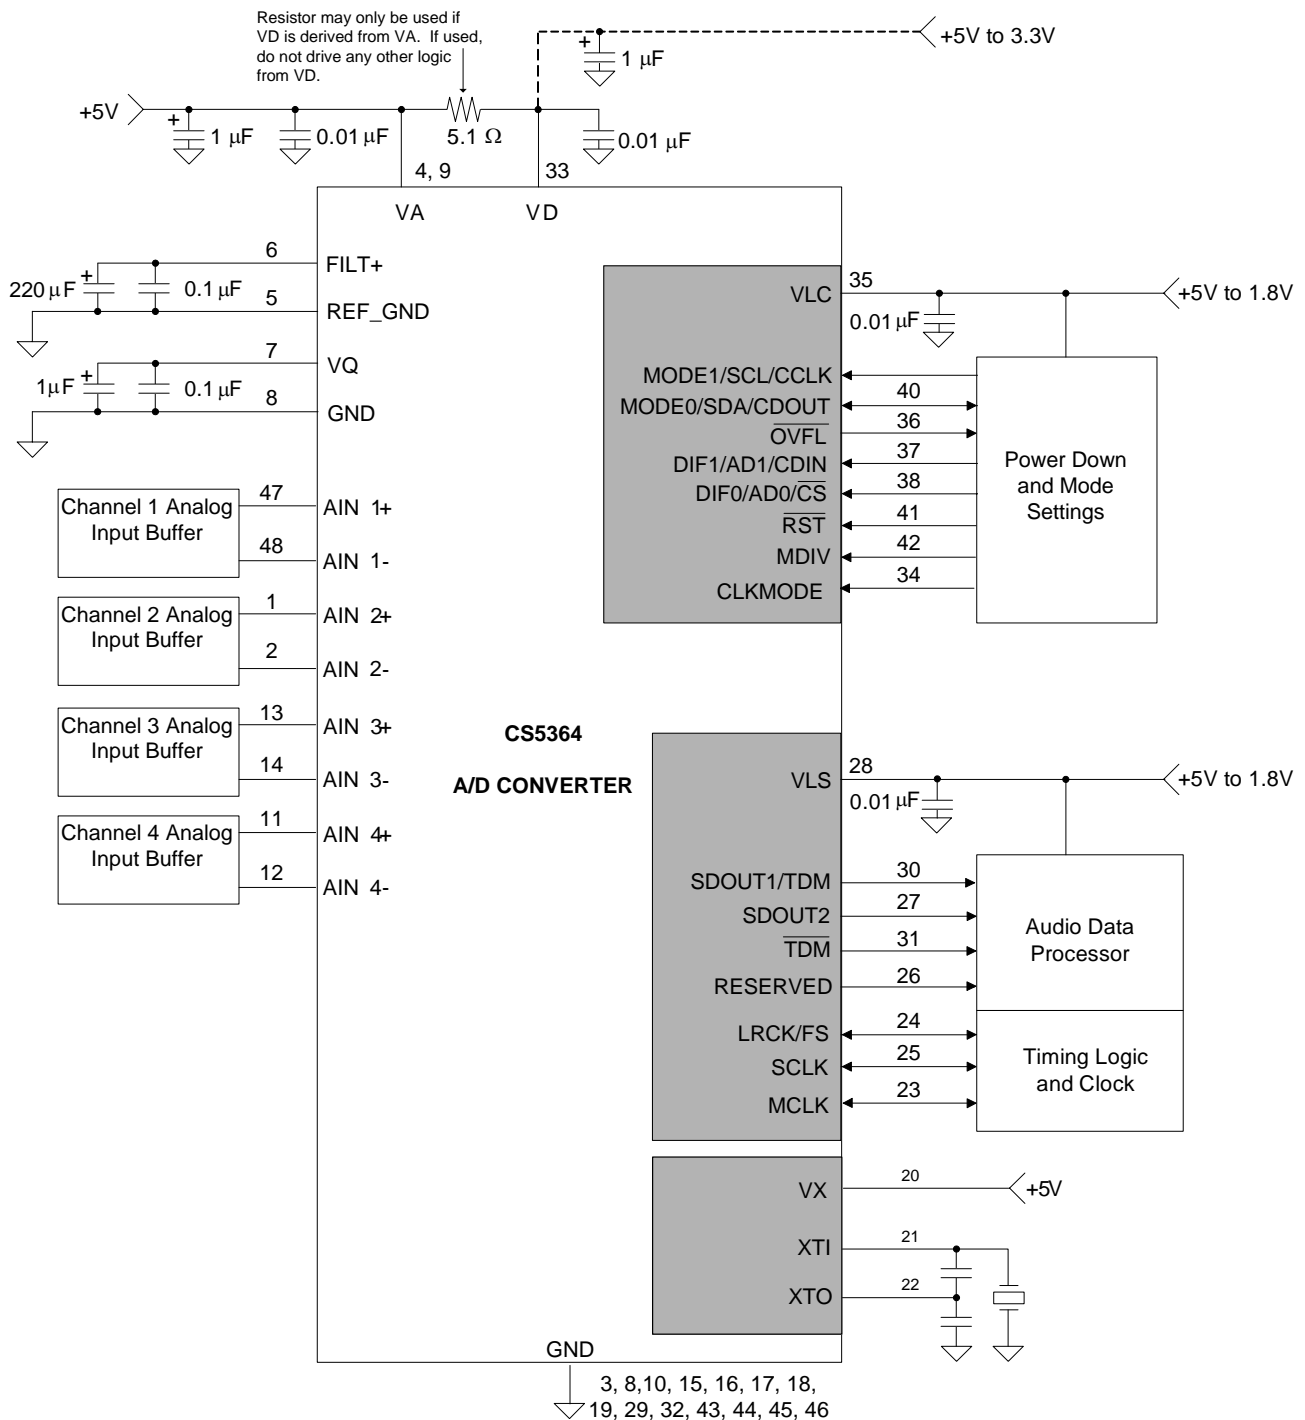 Resistor may only be used if
VD is derived from VA. If used,
do not drive any other logic
from VD.
+5V to 3.3V
+
1 µF
+5V
+
1 µF
0.01 µF
5.1 Ω
0.01 µF
4, 9
33
VA
VD
6
FILT+
220 µF
+
0.1 µF
5
REF_GND
7
VQ
1µF
+
0.1 µF
8
GND
Channel 1 Analog
Input Buffer
47
AIN 1+
48
AIN 1-
Channel 2 Analog
Input Buffer
1
AIN 2+
2
AIN 2-
Channel 3 Analog
Input Buffer
13
AIN 3+
14
AIN 3-
Channel 4 Analog
Input Buffer
11
AIN 4+
12
AIN 4-
CS5364
A/D CONVERTER
VLC
35
0.01 µF
+5V to 1.8V
MODE1/SCL/CCLK
MODE0/SDA/CDOUT
40
OVFL
36
DIF1/AD1/CDIN
37
DIF0/AD0/CS
38
RST
41
MDIV
42
CLKMODE
34
Power Down
and Mode
Settings
VLS
28
0.01 µF
+5V to 1.8V
SDOUT1/TDM
30
SDOUT2
27
TDM
31
RESERVED
26
Audio Data
Processor
LRCK/FS
24
SCLK
25
MCLK
23
Timing Logic
and Clock
VX
20
+5V
XTI
21
XTO
22
GND
3, 8,10, 15, 16, 17, 18,
19, 29, 32, 43, 44, 45, 46